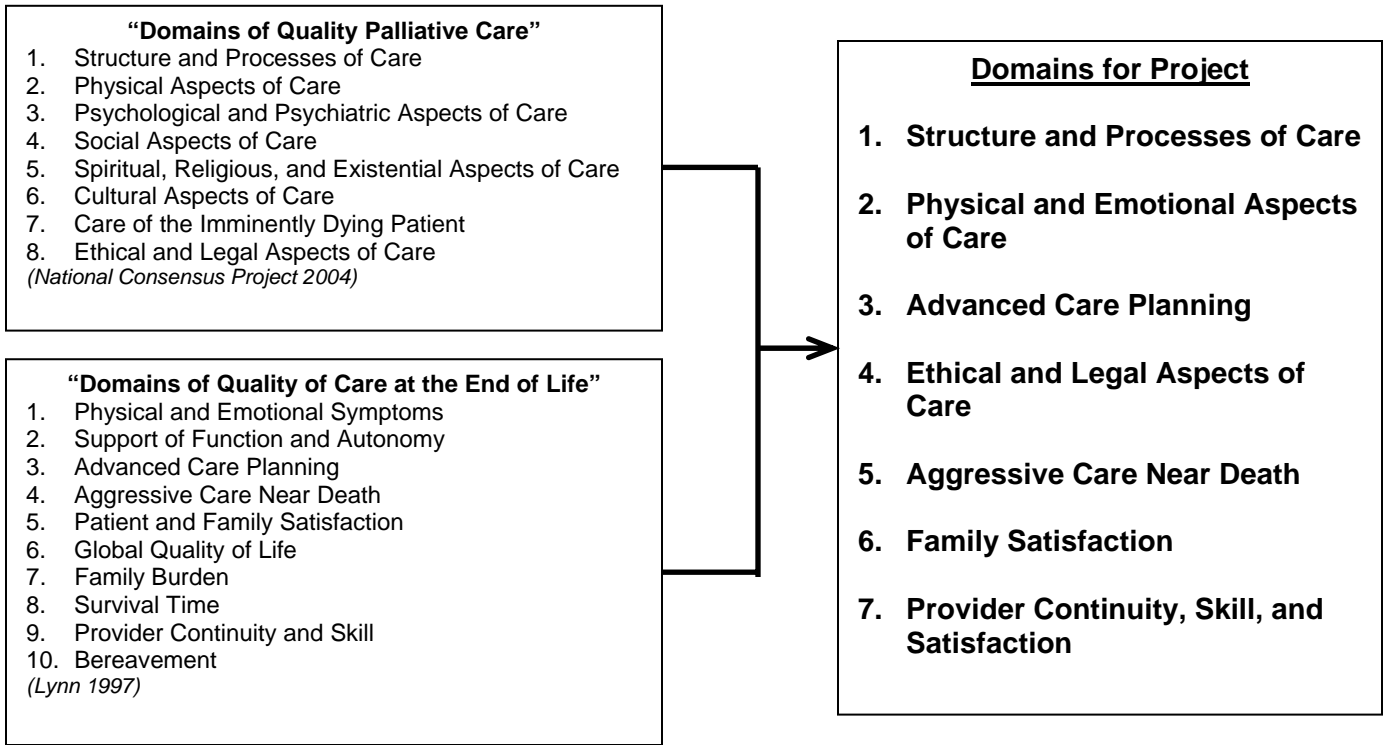 “Domains of Quality Palliative Care”
1. Structure and Processes of Care
2. Physical Aspects of Care
3. Psychological and Psychiatric Aspects of Care
4. Social Aspects of Care
5. Spiritual, Religious, and Existential Aspects of Care
6. Cultural Aspects of Care
7. Care of the Imminently Dying Patient
8. Ethical and Legal Aspects of Care
(National Consensus Project 2004)
“Domains of Quality of Care at the End of Life”
1. Physical and Emotional Symptoms
2. Support of Function and Autonomy
3. Advanced Care Planning
4. Aggressive Care Near Death
5. Patient and Family Satisfaction
6. Global Quality of Life
7. Family Burden
8. Survival Time
9. Provider Continuity and Skill
10. Bereavement
(Lynn 1997)
Domains for Project
1. Structure and Processes of Care
2. Physical and Emotional Aspects
of Care
3. Advanced Care Planning
4. Ethical and Legal Aspects of
Care
5. Aggressive Care Near Death
6. Family Satisfaction
7. Provider Continuity, Skill, and
Satisfaction